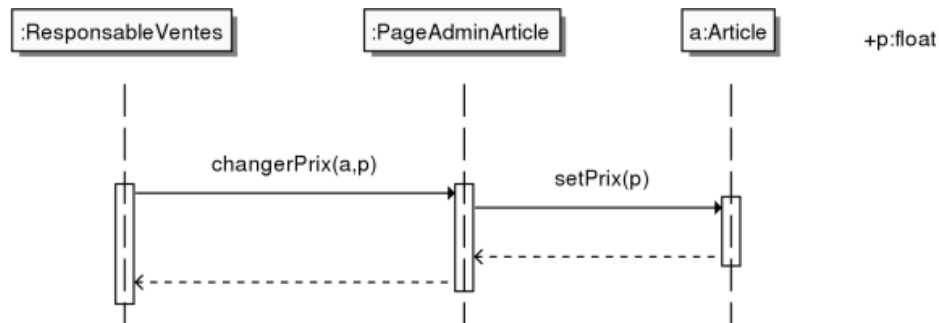 :ResponsableVentes
:PageAdminArticle
a:Article
+p:float
changerPrix(a,p)
setPrix(p)